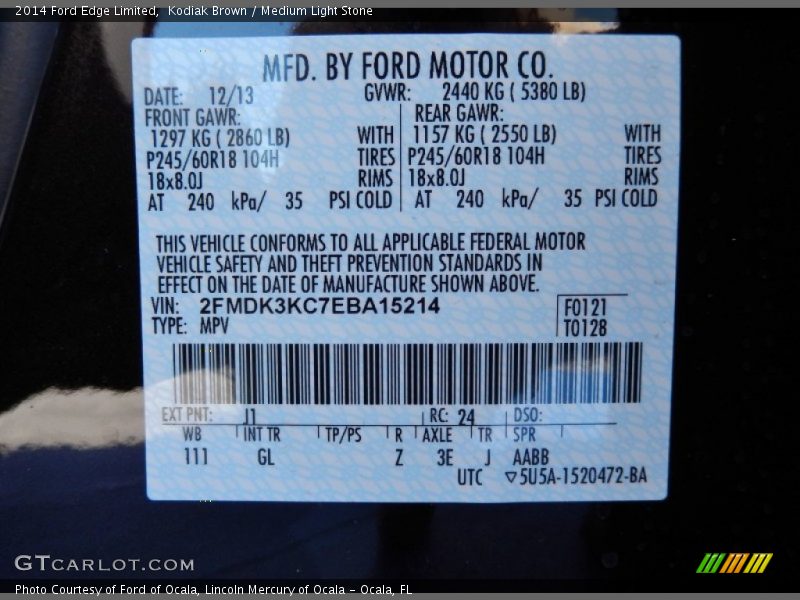 2014 Ford Edge Limited, Kodiak Brown / Medium Light Stone
MFD. BY FORD MOTOR CO.
DATE: 12/13 GVWR: 2440 KG ( 5380 LB)
FRONT GAWR: REAR GAWR:
1297 KG ( 2860 LB) WITH 1157 KG ( 2550 LB) WITH
P245/60R18 104H TIRES P245/60R18 104H TIRES
18x8.0J RIMS 18x8.0J RIMS
AT 240 kPa/ 35 PSI COLD AT 240 kPa/ 35 PSI COLD
THIS VEHICLE CONFORMS TO ALL APPLICABLE FEDERAL MOTOR
VEHICLE SAFETY AND THEFT PREVENTION STANDARDS IN
EFFECT ON THE DATE OF MANUFACTURE SHOWN ABOVE.
VIN: 2FMDK3KC7EBA15214 F0121
TYPE: MPV T0128
EXT PNT: J1 RC: 24 DSO:
WB INT TR TP/PS R AXLE TR SPR
111 GL Z 3E J AABB
UTC ▽5U5A-1520472-BA
GTCARLOT.COM
Photo Courtesy of Ford of Ocala, Lincoln Mercury of Ocala - Ocala, FL